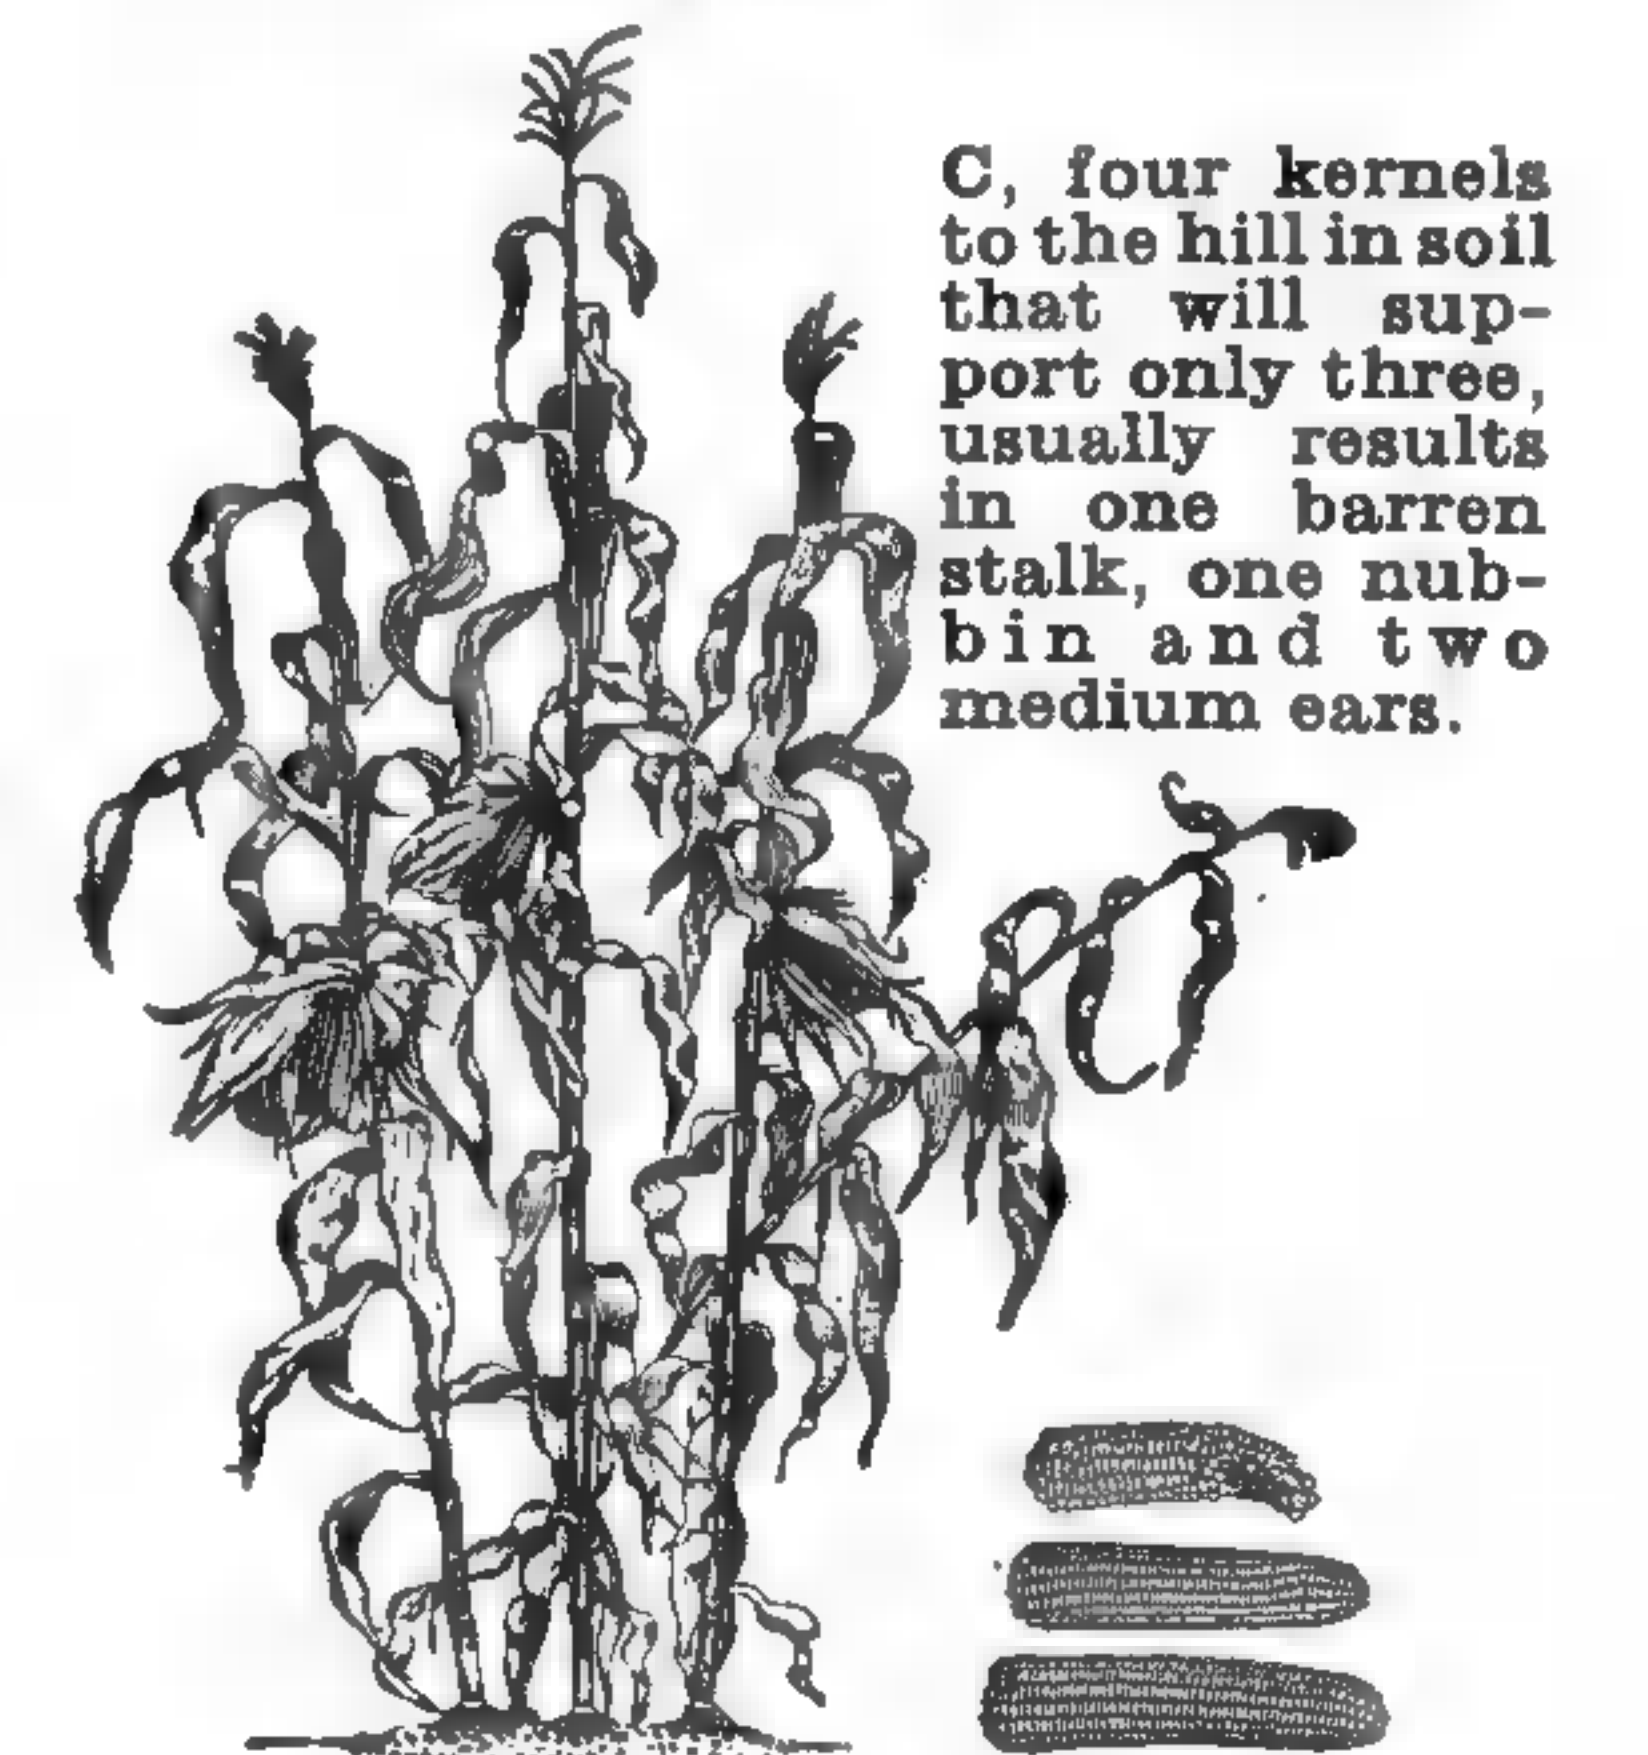 C, four kernels
to the hill in soil
that will sup-
port only three,
usually results
in one barren
stalk, one nub-
bin and two
medium ears.